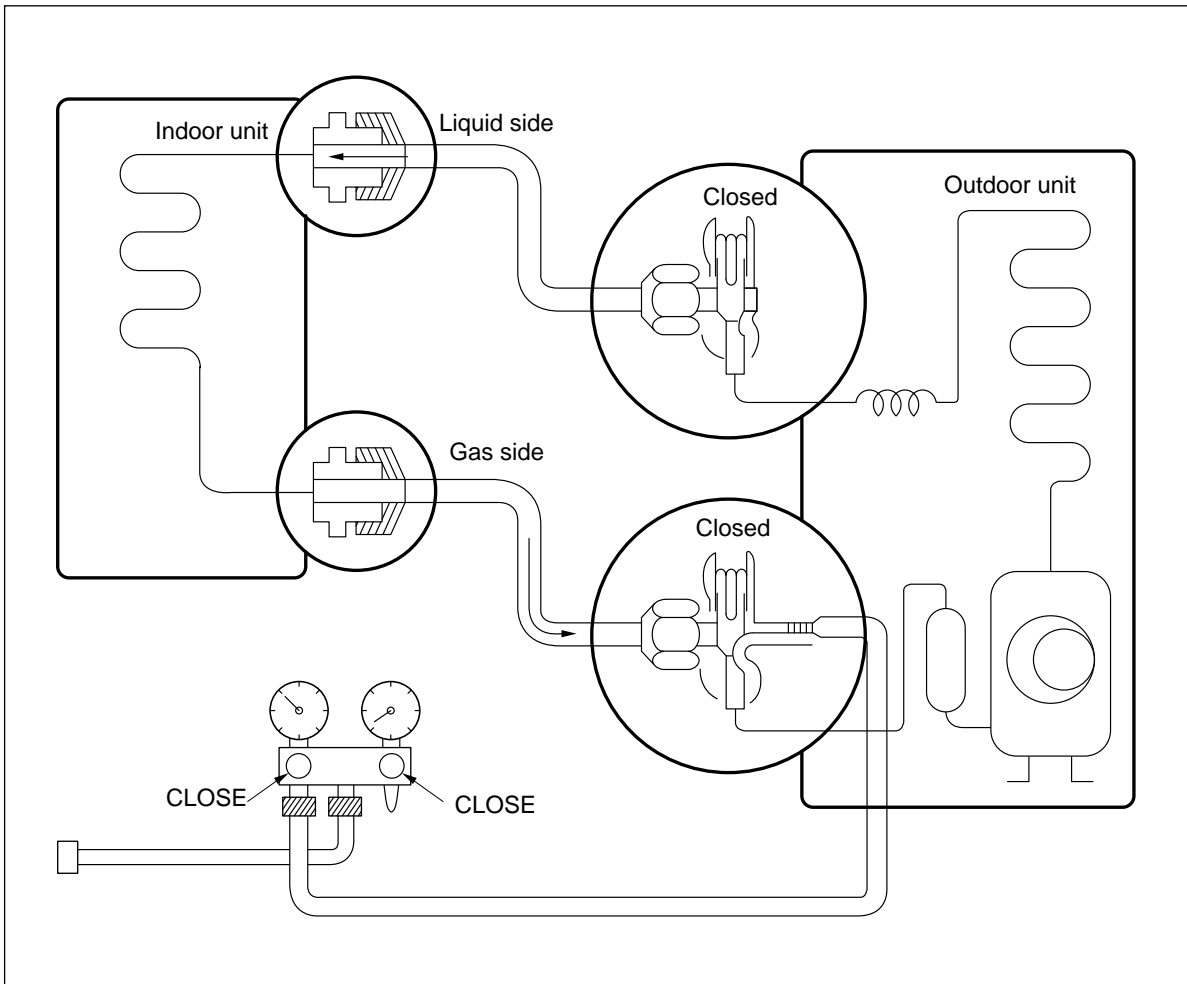 Indoor unit
Liquid side
Closed
Outdoor unit
Gas side
Closed
CLOSE
CLOSE